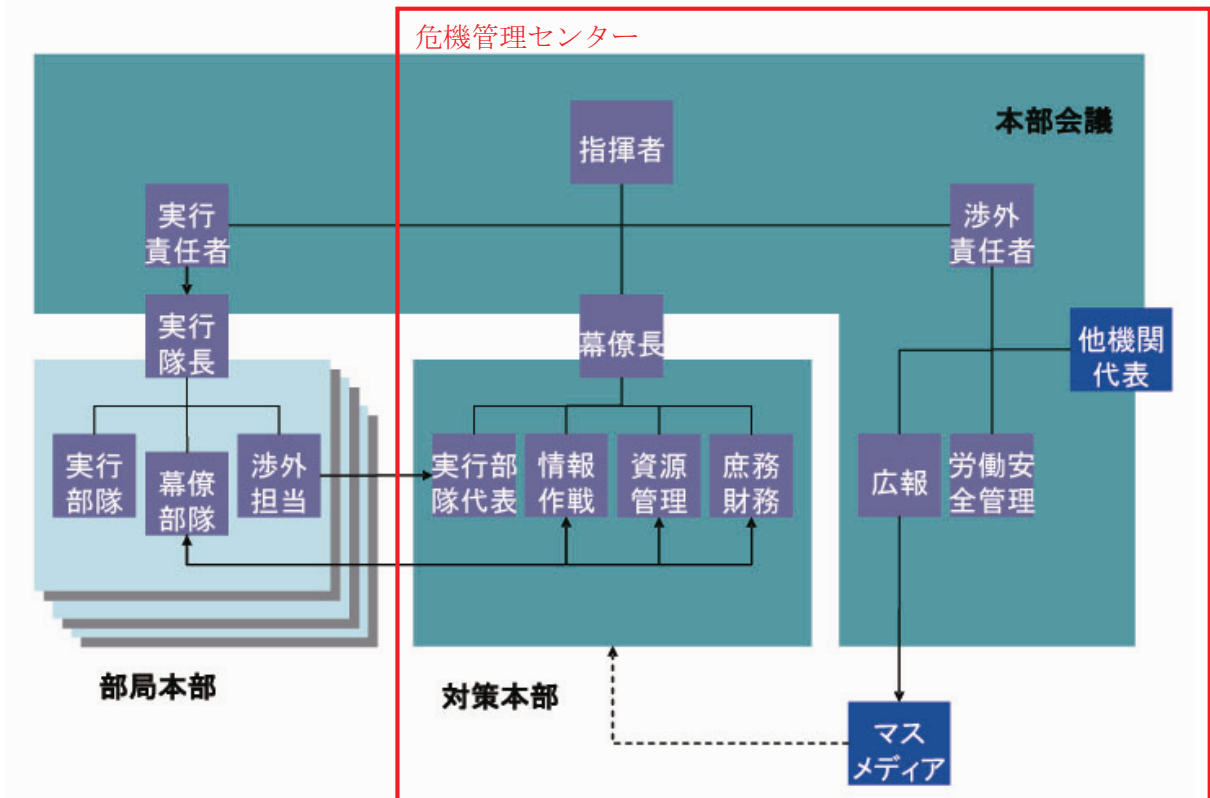 危機管理センター
本部会議
指揮者
実行
責任者
渉外
責任者
実行
隊長
幕僚長
他機関
代表
実行
部隊
幕僚
部隊
渉外
担当
実行部
隊代表
情報
作戦
資源
管理
庶務
財務
広報
労働安
全管理
部局本部
対策本部
マス
メディア